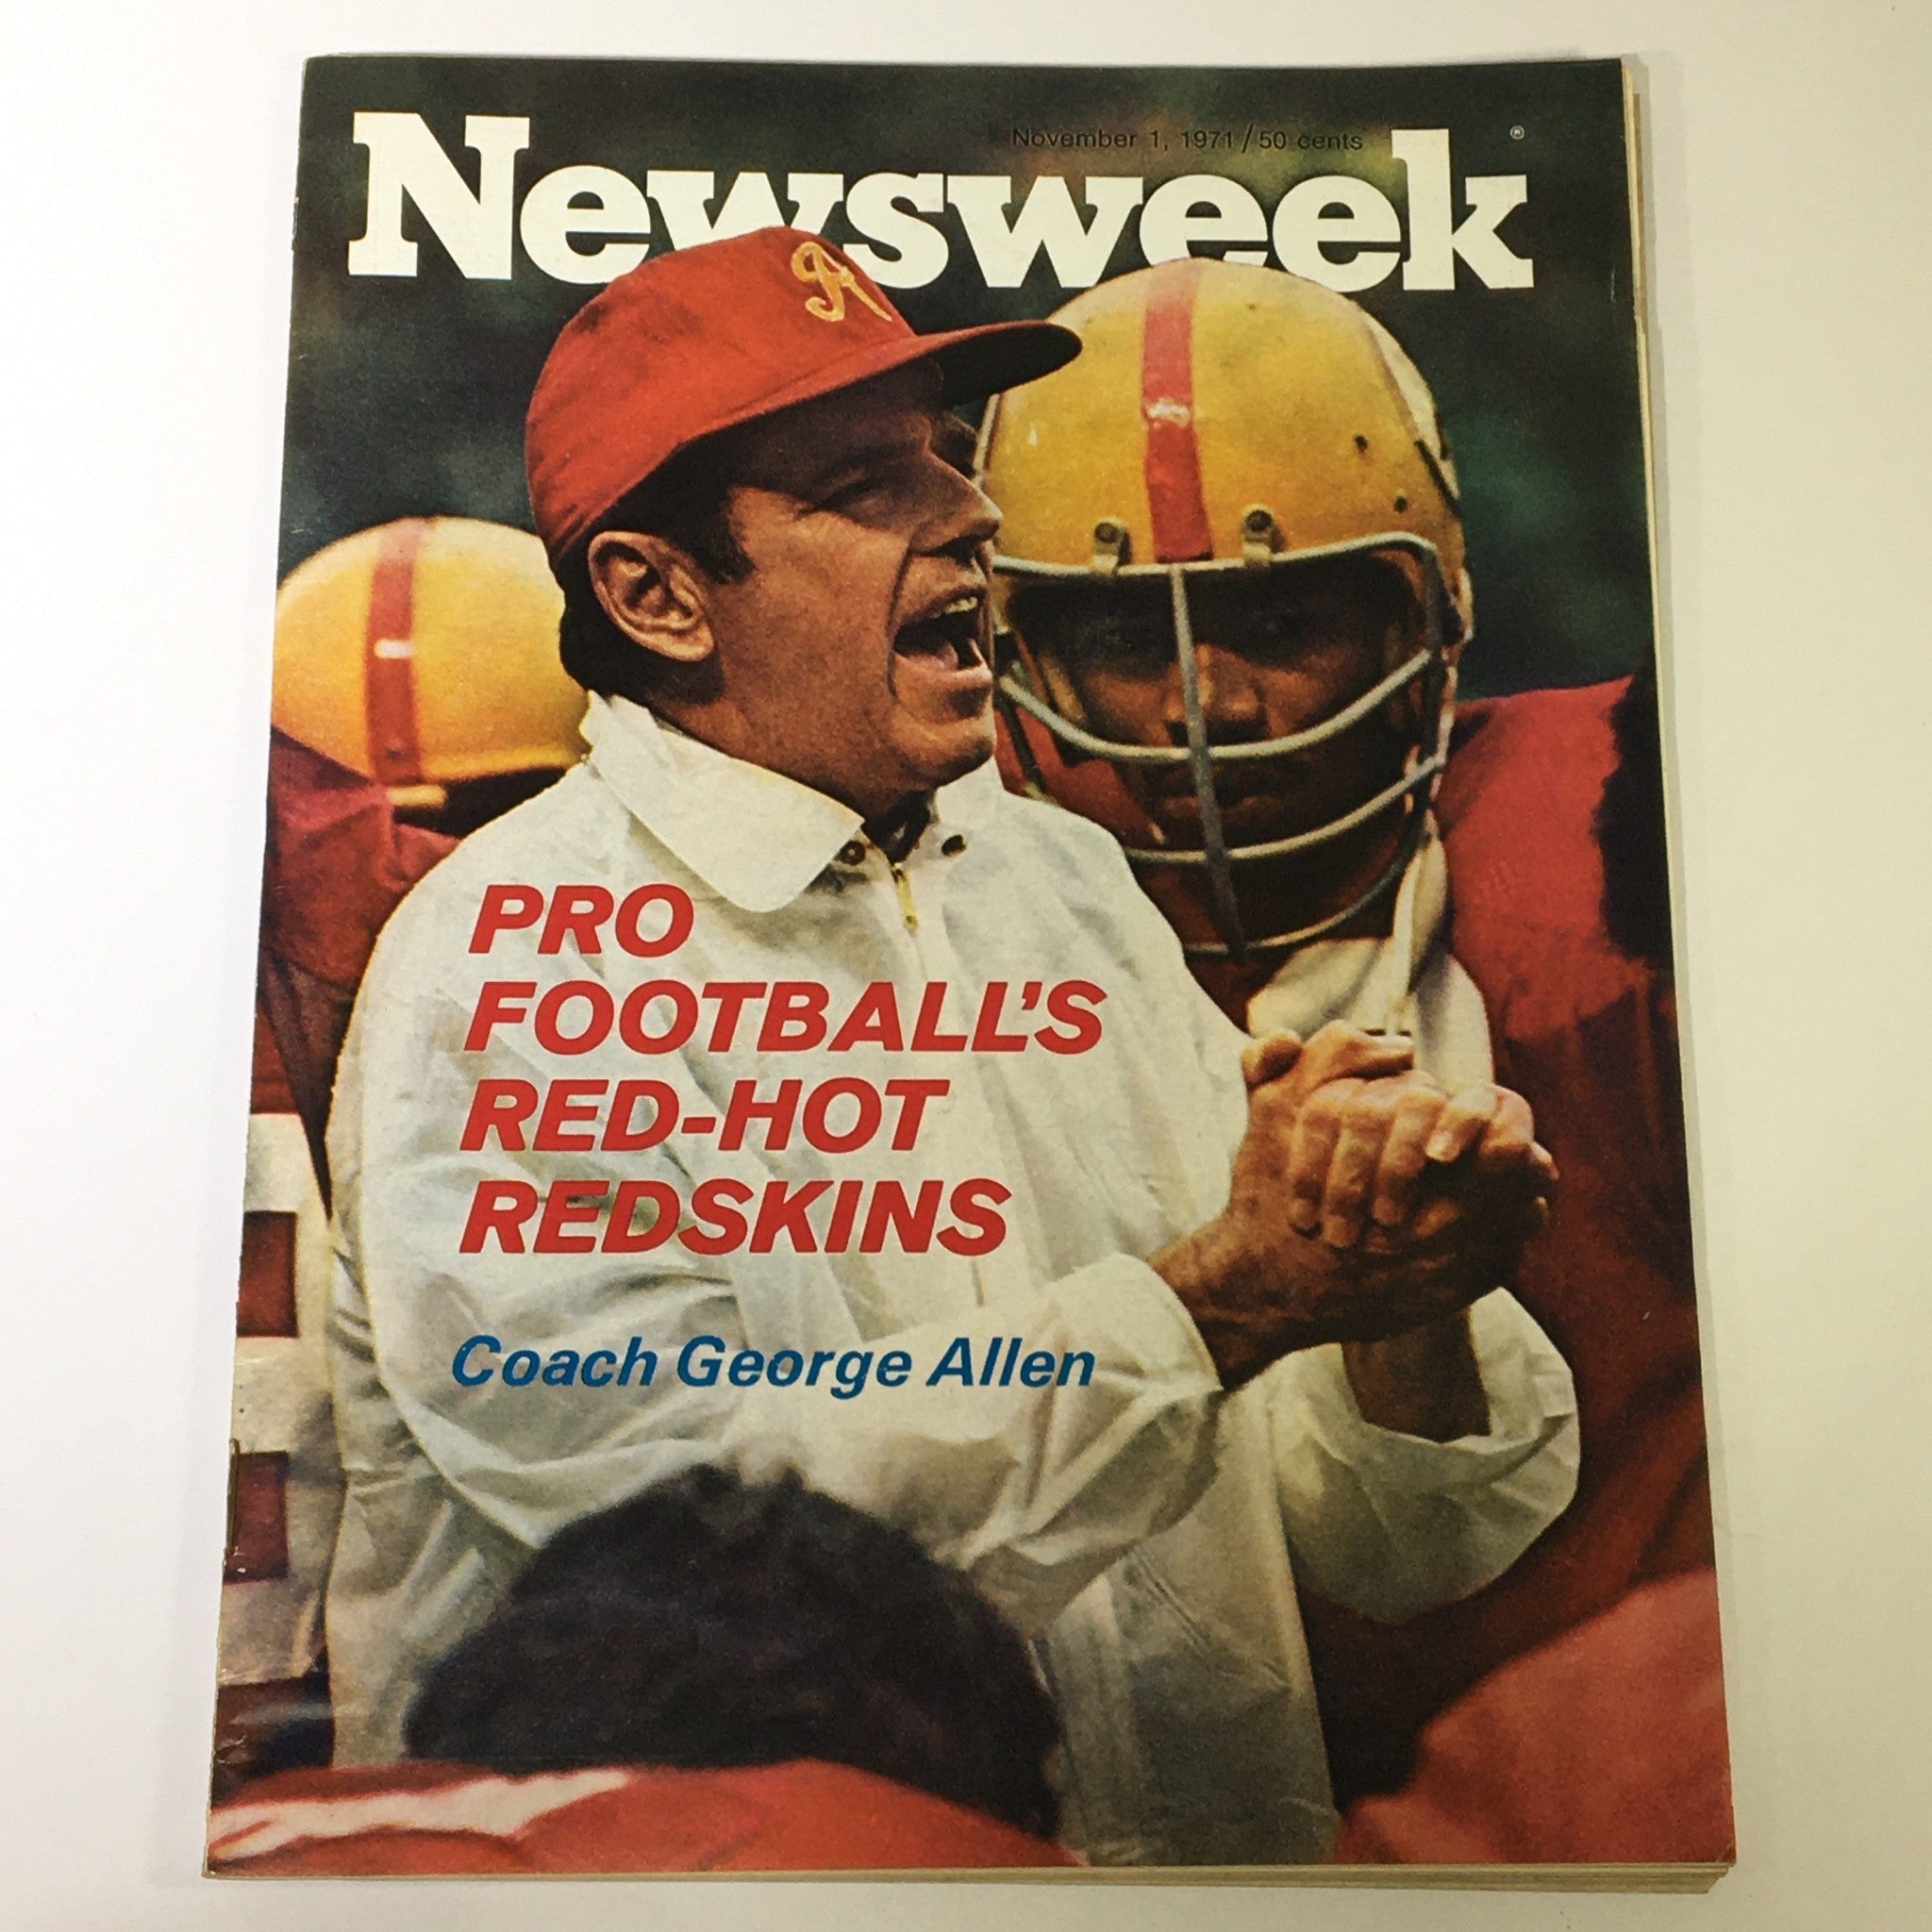 November 1, 1971/50 cents
Newsweek®
A
PRO
FOOTBALL'S
RED-HOT
REDSKINS
Coach George Allen